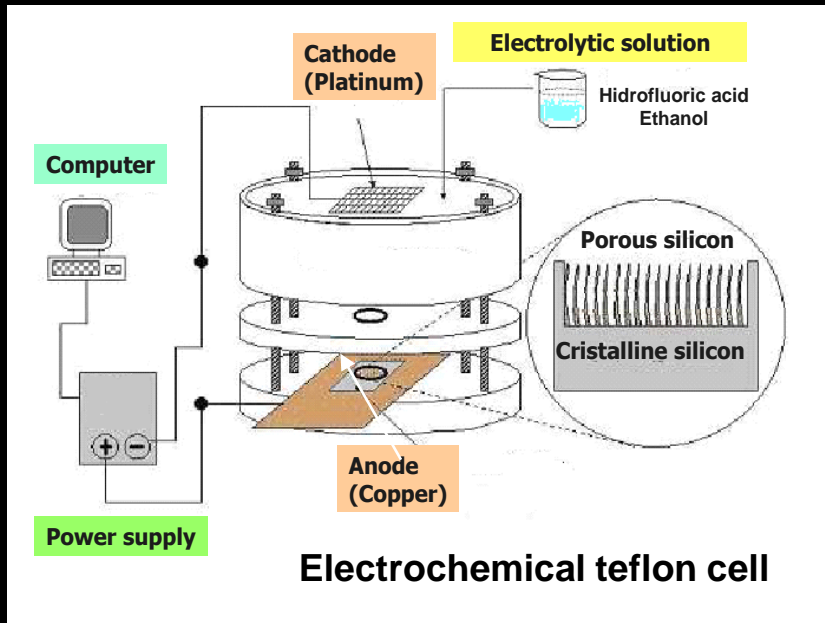 Cathode
(Platinum)
Electrolytic solution
Hidrofluoric acid
Ethanol
Computer
Porous silicon
Cristalline silicon
+
−
Anode
(Copper)
Power supply
Electrochemical teflon cell